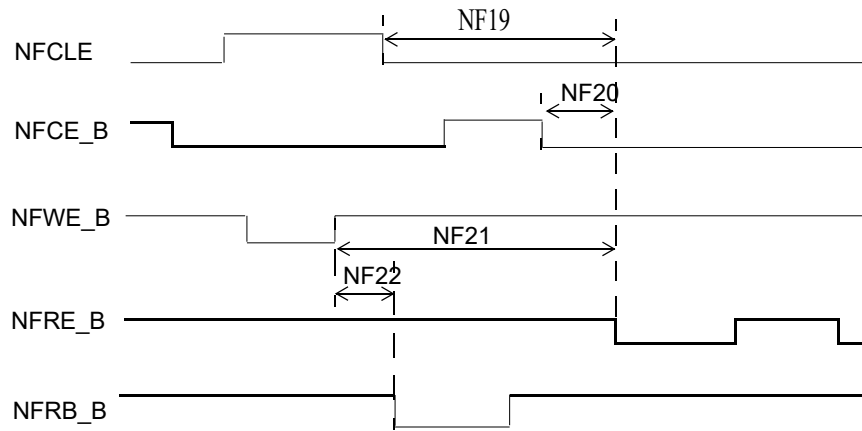 NF19
NFCLE
NF20
NFCE_B
NFWE_B
NF21
NF22
NFRE_B
NFRB_B